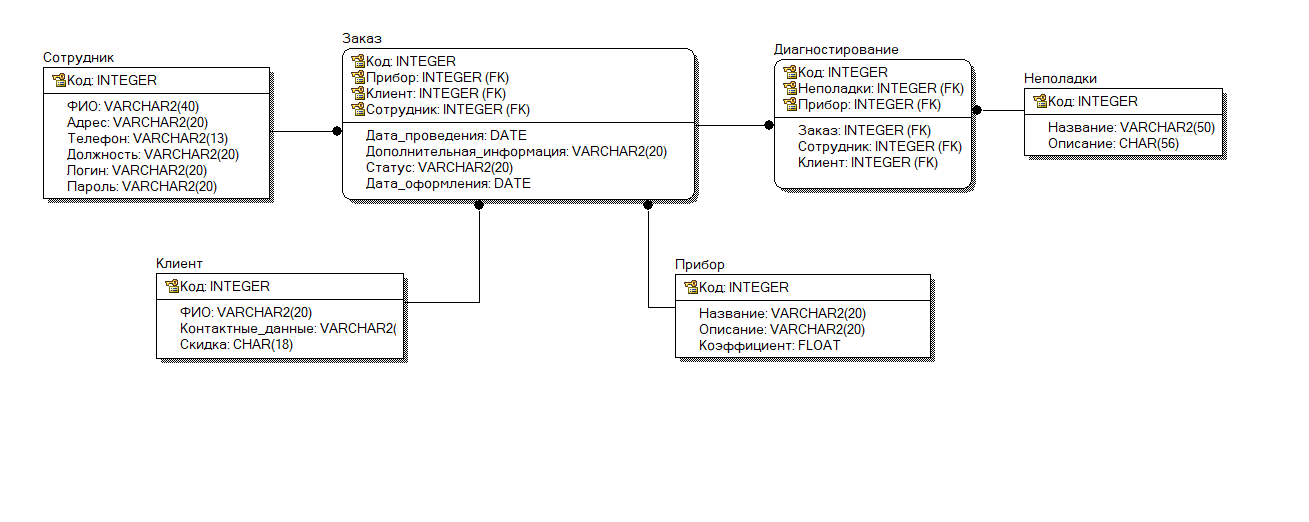 Сотрудник
Код: INTEGER
ФИО: VARCHAR2(40)
Адрес: VARCHAR2(20)
Телефон: VARCHAR2(13)
Должность: VARCHAR2(20)
Логин: VARCHAR2(20)
Пароль: VARCHAR2(20)
Заказ
Код: INTEGER
Прибор: INTEGER (FK)
Клиент: INTEGER (FK)
Сотрудник: INTEGER (FK)
Дата_проведения: DATE
Дополнительная_информация: VARCHAR2(20)
Статус: VARCHAR2(20)
Дата_оформления: DATE
Диагностирование
Код: INTEGER
Неполадки: INTEGER (FK)
Прибор: INTEGER (FK)
Заказ: INTEGER (FK)
Сотрудник: INTEGER (FK)
Клиент: INTEGER (FK)
Неполадки
Код: INTEGER
Название: VARCHAR2(50)
Описание: CHAR(56)
Клиент
Код: INTEGER
ФИО: VARCHAR2(20)
Контактные_данные: VARCHAR2(
Скидка: CHAR(18)
Прибор
Код: INTEGER
Название: VARCHAR2(20)
Описание: VARCHAR2(20)
Коэффициент: FLOAT